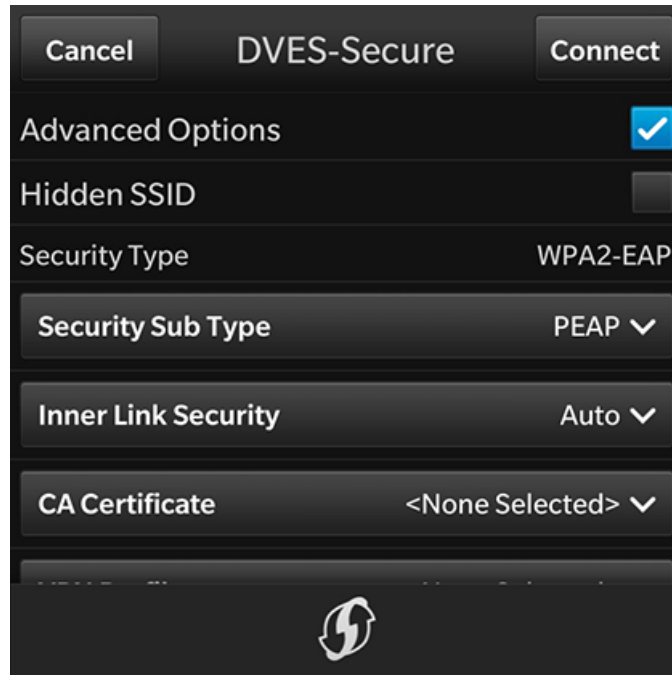 Cancel DVES-Secure Connect
Advanced Options
Hidden SSID
Security Type WPA2-EAP
Security Sub Type PEAP
Inner Link Security Auto
CA Certificate <None Selected>